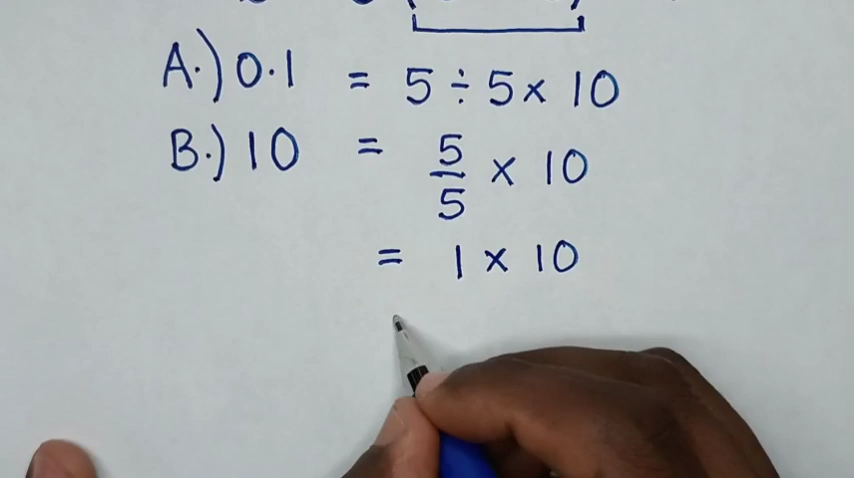 A.) 0.1 = 5 ÷ 5 × 10
B.) 10 = 5/5 × 10
= 1 × 10